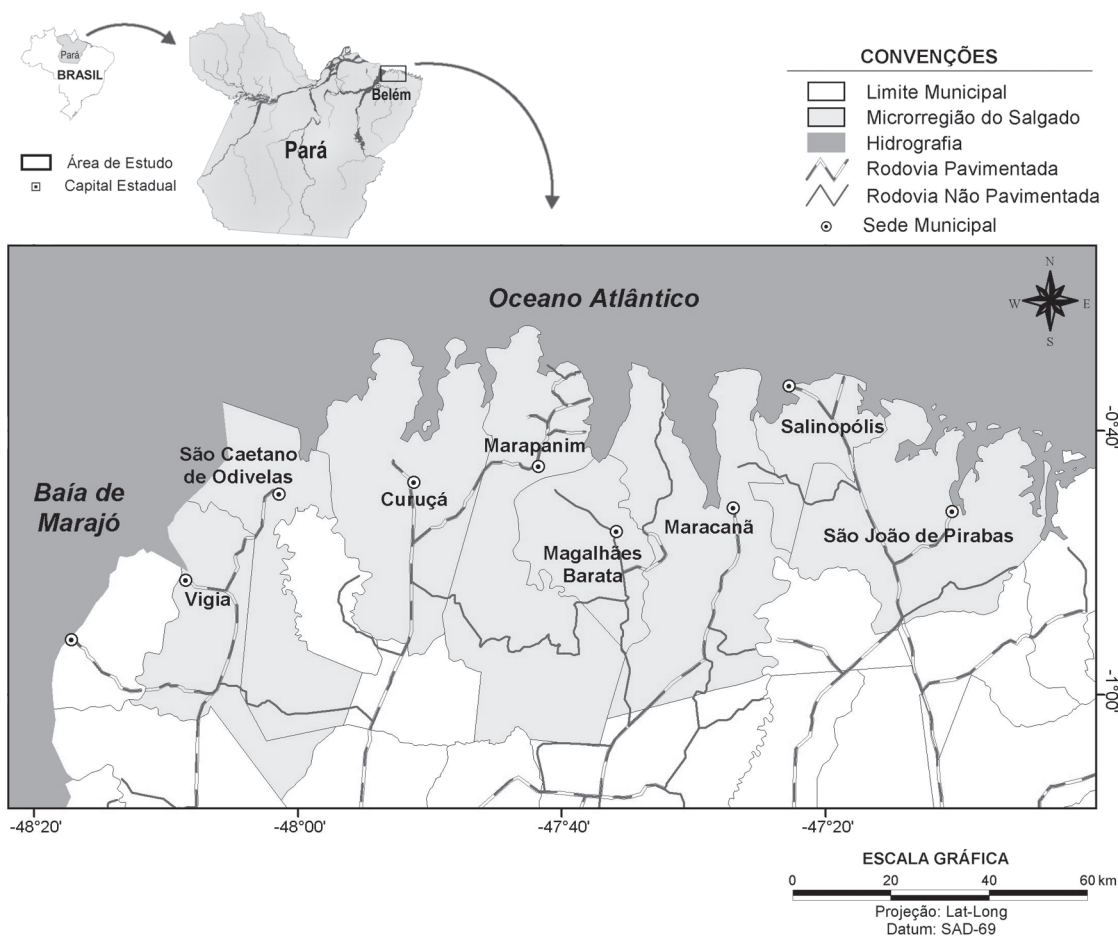 Pará
BRASIL
Área de Estudo
Capital Estadual
Belém
Pará
CONVENÇÕES
Limite Municipal
Microrregião do Salgado
Hidrografia
Rodovia Pavimentada
Rodovia Não Pavimentada
Sede Municipal
Oceano Atlântico
N
W
E
S
Baía de
Marajó
São Caetano
de Odivelas
Vigia
Curuçá
Marapanim
Magalhães
Barata
Maracanã
Salinopólis
São João de Pirabas
-0°40
-1°00
-48°20
-48°00
-47°40
-47°20
ESCALA GRÁFICA
0 20 40 60 km
Projeção: Lat-Long
Datum: SAD-69